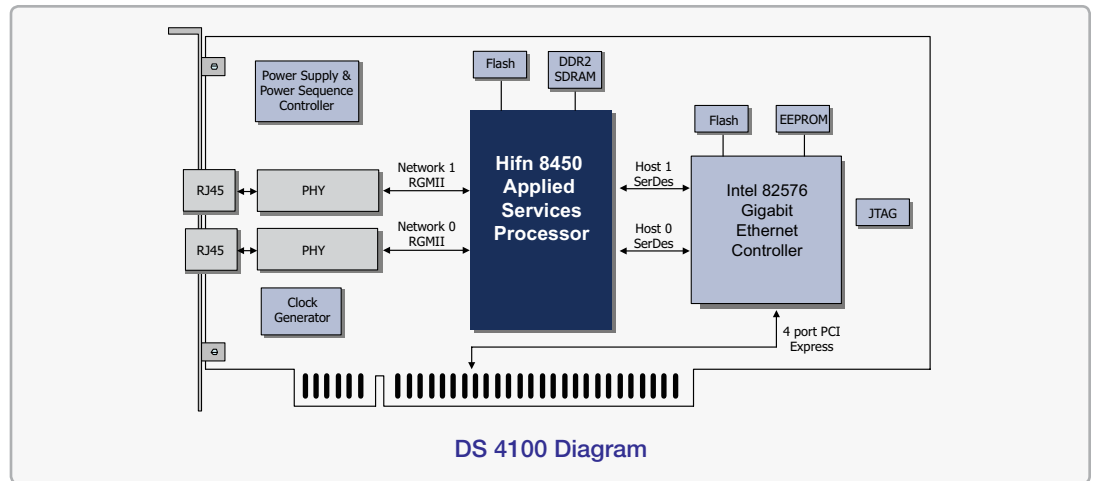 Power Supply &
Power Sequence
Controller
Flash
DDR2
SDRAM
Flash
EEPROM
RJ45
PHY
Network 1
RGMII
Hifn 8450
Applied
Services
Processor
Host 1
SerDes
Intel 82576
Gigabit
Ethernet
Controller
JTAG
RJ45
PHY
Network 0
RGMII
Host 0
SerDes
Clock
Generator
4 port PCI
Express
DS 4100 Diagram